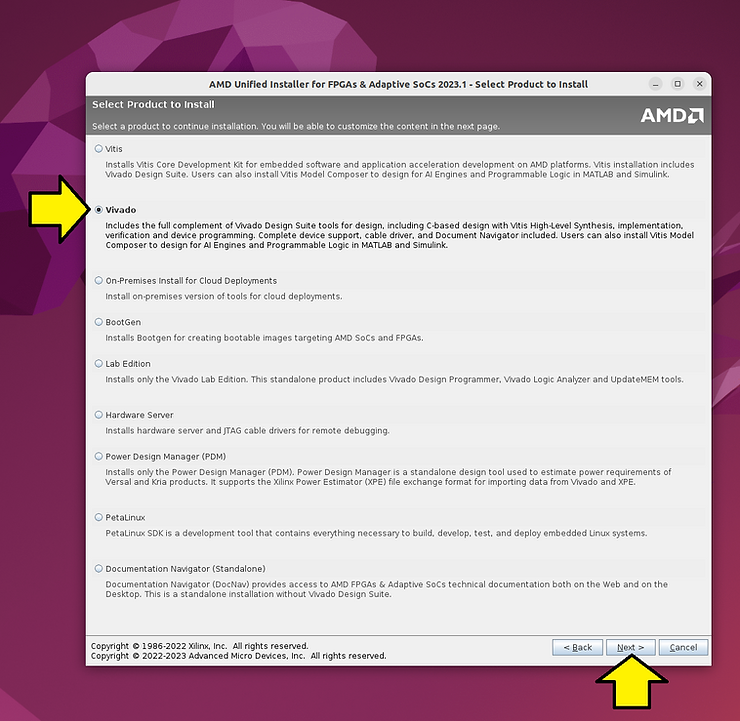 AMD Unified Installer for FPGAs & Adaptive SoCs 2023.1 - Select Product to Install
Select Product to Install
AMD
Select a product to continue installation. You will be able to customize the content in the next page.
Vitis
Installs Vitis Core Development Kit for embedded software and application acceleration development on AMD platforms. Vitis installation includes
Vivado Design Suite. Users can also install Vitis Model Composer to design for AI Engines and Programmable Logic in MATLAB and Simulink.
Vivado
Includes the full complement of Vivado Design Suite tools for design, including C-based design with Vitis High-Level Synthesis, implementation,
verification and device programming. Complete device support, cable driver, and Document Navigator included. Users can also install Vitis Model
Composer to design for AI Engines and Programmable Logic in MATLAB and Simulink.
On-Premises Install for Cloud Deployments
Install on-premises version of tools for cloud deployments.
BootGen
Installs Bootgen for creating bootable images targeting AMD SoCs and FPGAs.
Lab Edition
Installs only the Vivado Lab Edition. This standalone product includes Vivado Design Programmer, Vivado Logic Analyzer and UpdateMEM tools.
Hardware Server
Installs hardware server and JTAG cable drivers for remote debugging.
Power Design Manager (PDM)
Installs only the Power Design Manager (PDM). Power Design Manager is a standalone design tool used to estimate power requirements of
Versal and Kria products. It supports the Xilinx Power Estimator (XPE) file exchange format for importing data from Vivado and XPE.
PetaLinux
PetaLinux SDK is a development tool that contains everything necessary to build, develop, test, and deploy embedded Linux systems.
Documentation Navigator (Standalone)
Documentation Navigator (DocNav) provides access to AMD FPGAs & Adaptive SoCs technical documentation both on the Web and on the
Desktop. This is a standalone installation without Vivado Design Suite.
Copyright © 1986-2022 Xilinx, Inc. All rights reserved.
Copyright © 2022-2023 Advanced Micro Devices, Inc. All rights reserved.
< Back Next > Cancel